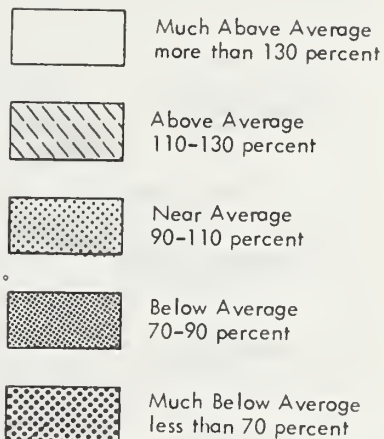 Much Above Average
more than 130 percent
Above Average
110-130 percent
Near Average
90-110 percent
Below Average
70-90 percent
Much Below Average
less than 70 percent